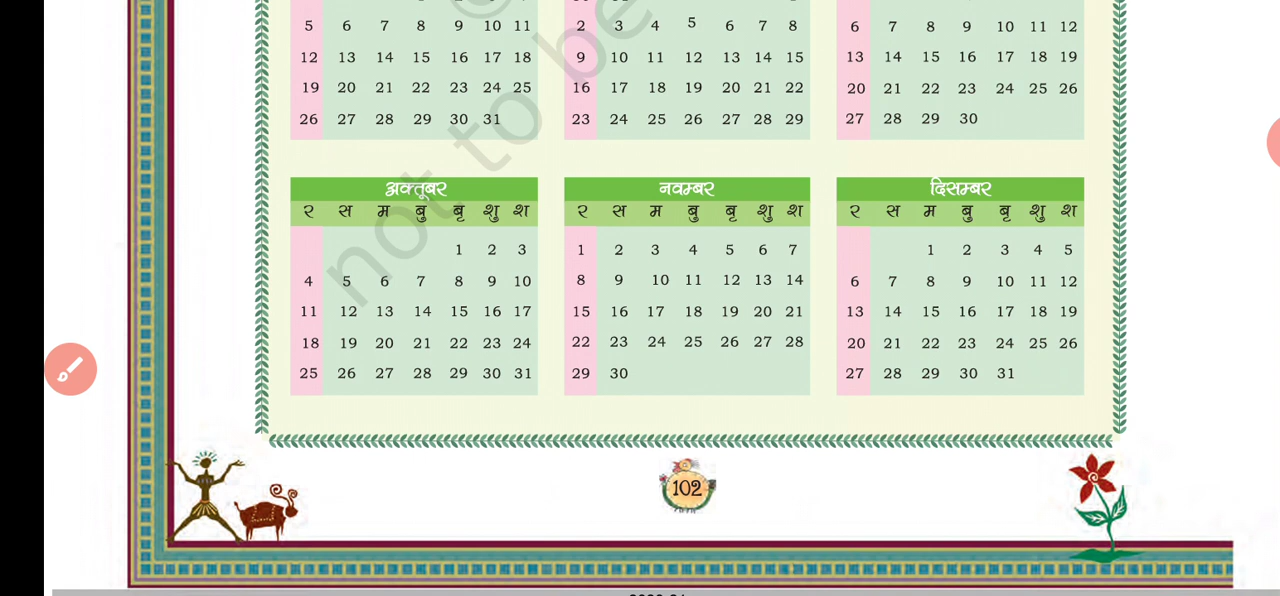 5 6 7 8 9 10 11
12 13 14 15 16 17 18
19 20 21 22 23 24 25
26 27 28 29 30 31
2 3 4 5 6 7 8
9 10 11 12 13 14 15
16 17 18 19 20 21 22
23 24 25 26 27 28 29
6 7 8 9 10 11 12
13 14 15 16 17 18 19
20 21 22 23 24 25 26
27 28 29 30
अक्तूबर
र स म बु बृ शु श
1 2 3
4 5 6 7 8 9 10
11 12 13 14 15 16 17
18 19 20 21 22 23 24
25 26 27 28 29 30 31
नवम्बर
र स म बु बृ शु श
1 2 3 4 5 6 7
8 9 10 11 12 13 14
15 16 17 18 19 20 21
22 23 24 25 26 27 28
29 30
दिसम्बर
र स म बु बृ शु श
1 2 3 4 5
6 7 8 9 10 11 12
13 14 15 16 17 18 19
20 21 22 23 24 25 26
27 28 29 30 31
not to be
102